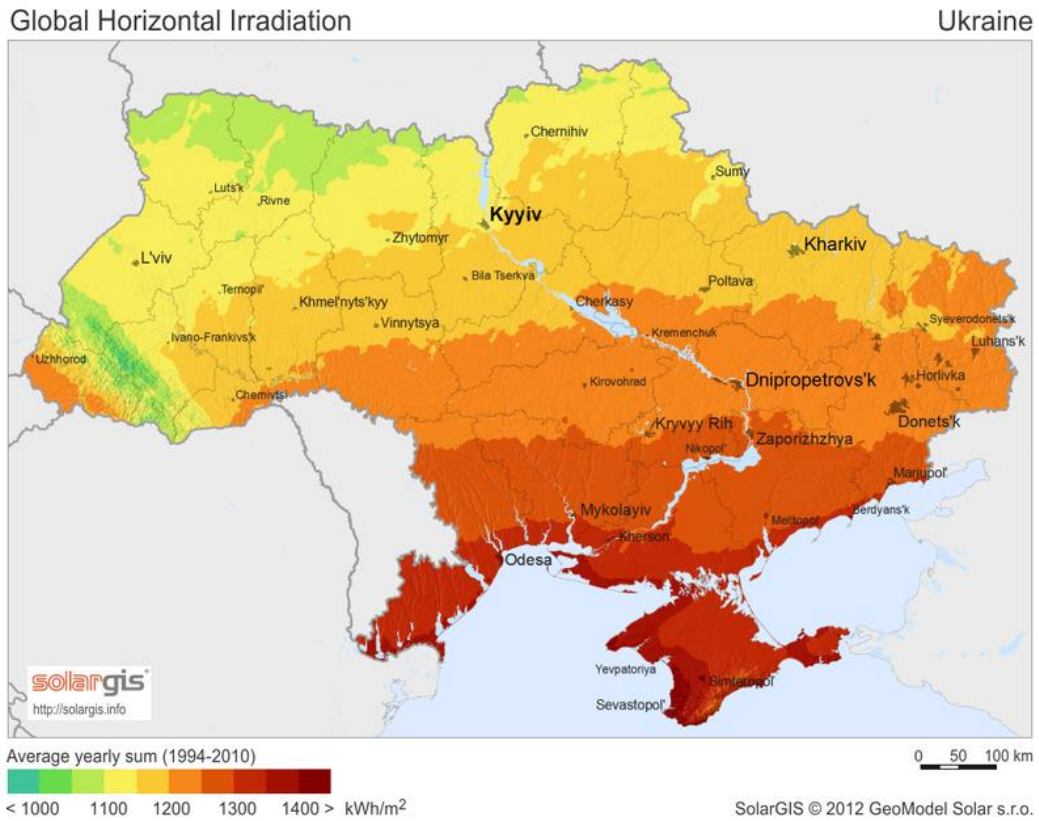 Global Horizontal Irradiation
Ukraine
Chernihiv
Sumy
Luts'k
Rivne
Kyyiv
Zhytomyr
Kharkiv
L'viv
Bila Tserkva
Poltava
Ternopil'
Khmel'nyts'kyy
Cherkasy
Vinnytsya
Syeverodonets'k
Ivano-Frankivs'k
Kremenchuk
Luhans'k
Uzhhorod
Horlivka
Kirovohrad
Dnipropetrovs'k
Chernivtsi
Donets'k
Kryvyy Rih
Zaporizhzhya
Nikopol'
Mariupol'
Mykolayiv
Melitopol'
Berdyans'k
Kherson
Odesa
Yevpatoriya
Simferopol'
Sevastopol'
solargis
http://solargis.info
Average yearly sum (1994-2010)
0 50 100 km
< 1000 1100 1200 1300 1400 > kWh/m²
SolarGIS © 2012 GeoModel Solar s.r.o.